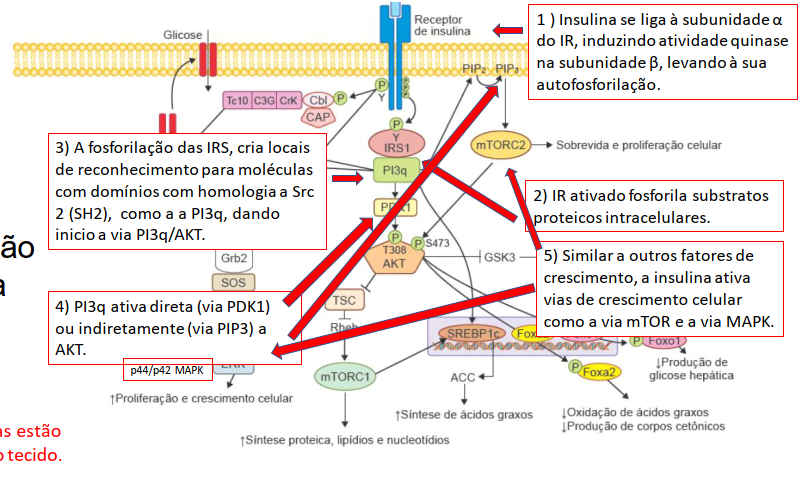 Glicose
Receptor
de insulina
1 ) Insulina se liga à subunidade α
do IR, induzindo atividade quinase
na subunidade β, levando à sua
autofosforilação.
PIP2
PIP3
P
Y
P
Tc10 C3G CrK Cbl P
CAP
P
Y
IRS1
PI3q
mTORC2
Sobrevida e proliferação celular
3) A fosforilação das IRS, cria locais
de reconhecimento para moléculas
com domínios com homologia a Src
2 (SH2), como a a PI3q, dando
inicio a via PI3q/AKT.
2) IR ativado fosforila substratos
proteicos intracelulares.
PDK1
ão
a
P
T308
AKT
P S473
GSK3
Grb2
SOS
5) Similar a outros fatores de
crescimento, a insulina ativa
vias de crescimento celular
como a via mTOR e a via MAPK.
4) PI3q ativa direta (via PDK1)
ou indiretamente (via PIP3) a
AKT.
TSC
Rheb
SREBP1c
Fox
P Foxo1
p44/p42 MAPK
ERK
mTORC1
ACC
P Foxa2
↓Produção de
glicose hepática
↑Proliferação e crescimento celular
↑Síntese de ácidos graxos
↓Oxidação de ácidos graxos
↓Produção de corpos cetônicos
↑Síntese proteica, lipídios e nucleotídios
as estão
o tecido.